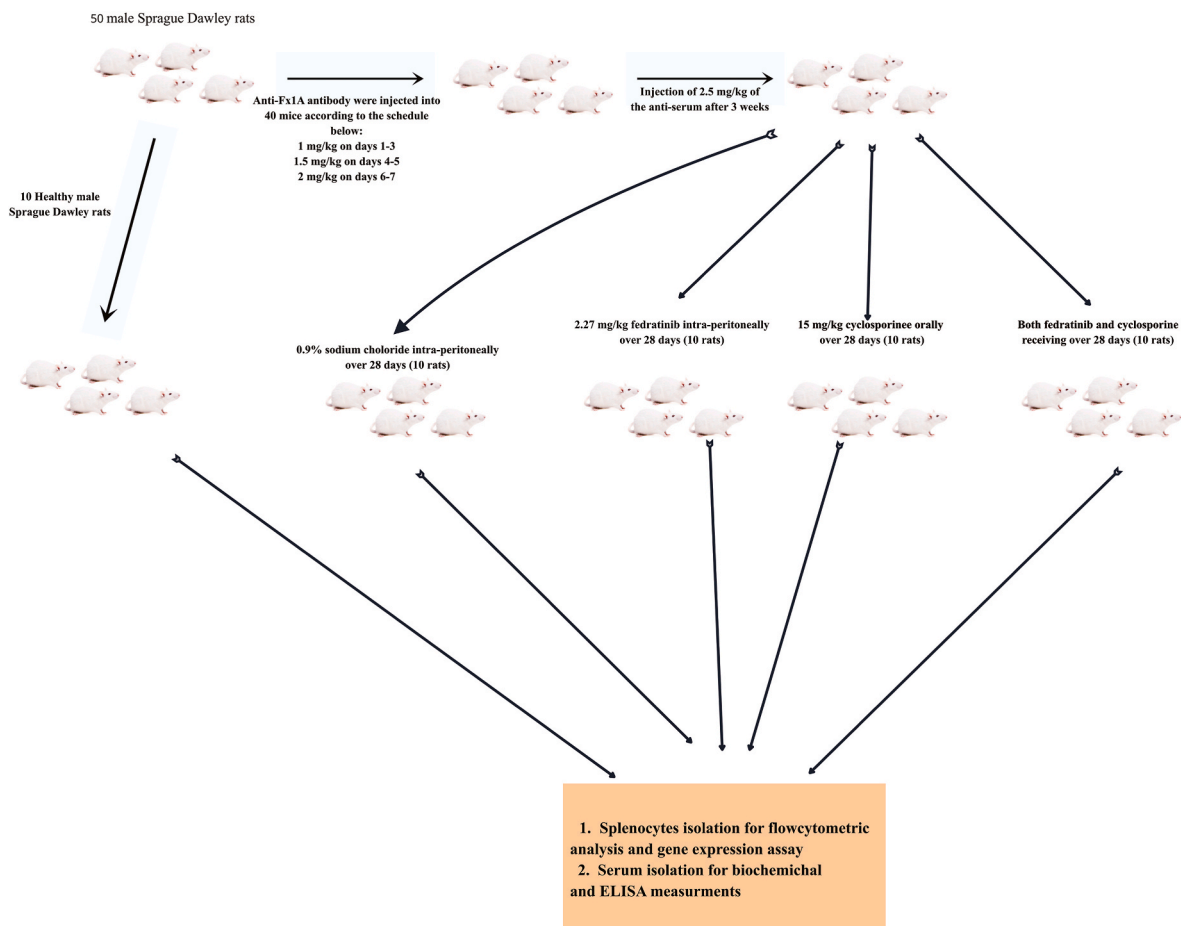 50 male Sprague Dawley rats
Anti-Fx1A antibody were injected into
40 mice according to the schedule
below:
1 mg/kg on days 1-3
1.5 mg/kg on days 4-5
2 mg/kg on days 6-7
Injection of 2.5 mg/kg of
the anti-serum after 3 weeks
10 Healthy male
Sprague Dawley rats
0.9% sodium choloride intra-peritoneally
over 28 days (10 rats)
2.27 mg/kg fedratinib intra-peritoneally
over 28 days (10 rats)
15 mg/kg cyclosporinee orally
over 28 days (10 rats)
Both fedratinib and cyclosporine
receiving over 28 days (10 rats)
1. Splenocytes isolation for flowcytometric
analysis and gene expression assay
2. Serum isolation for biochemichal
and ELISA measurments